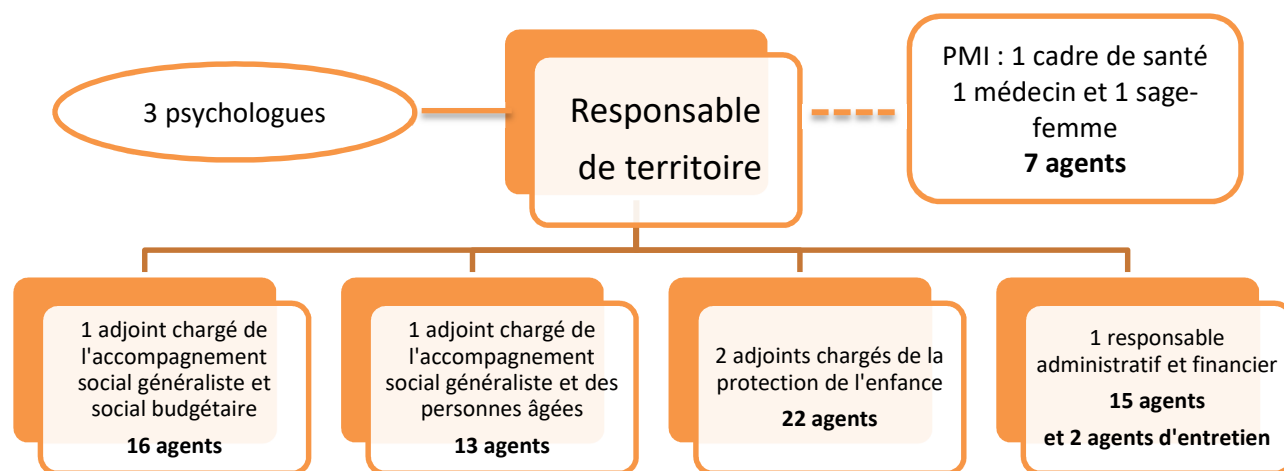 3 psychologues
Responsable
de territoire
PMI : 1 cadre de santé
1 médecin et 1 sage-
femme
7 agents
1 adjoint chargé de
l'accompagnement
social généraliste et
social budgétaire
16 agents
1 adjoint chargé de
l'accompagnement
social généraliste et des
personnes âgées
13 agents
2 adjoints chargés de la
protection de l'enfance
22 agents
1 responsable
administratif et financier
15 agents
et 2 agents d'entretien